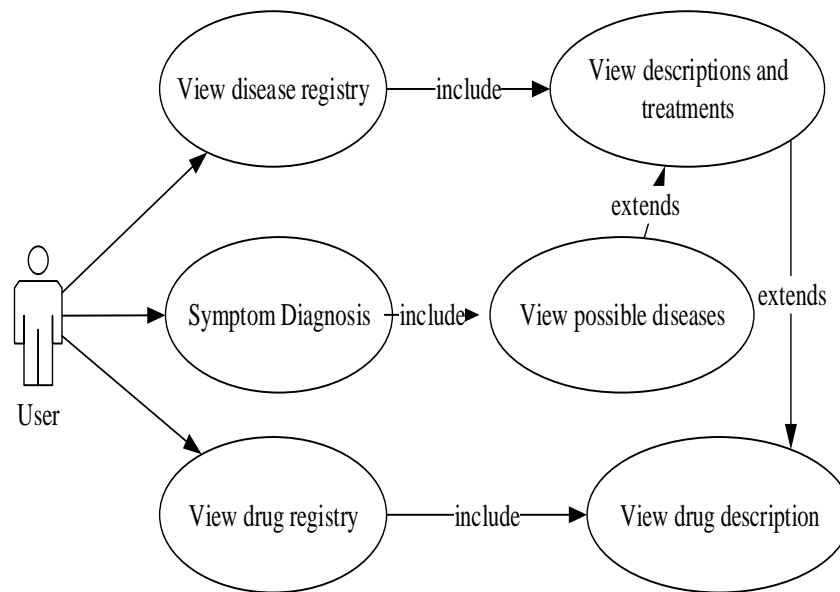 View disease registry
include
View descriptions and
treatments
extends
Symptom Diagnosis
include
View possible diseases
extends
User
View drug registry
include
View drug description